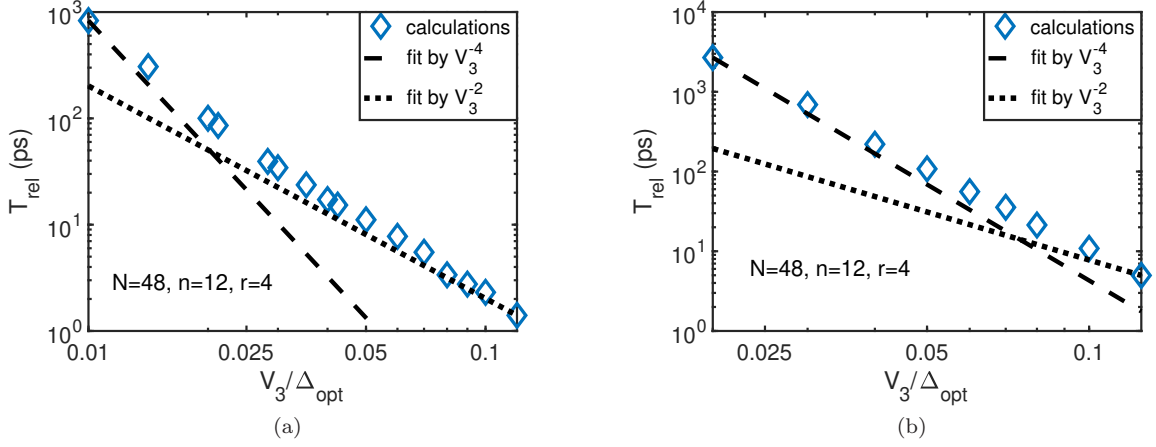 10^3
10^2
10^1
10^0
T_rel (ps)
calculations
fit by V_3^-4
fit by V_3^-2
N=48, n=12, r=4
0.01
0.025
0.05
0.1
V_3/Δ_opt
(a)
10^4
10^3
10^2
10^1
10^0
T_rel (ps)
calculations
fit by V_3^-4
fit by V_3^-2
N=48, n=12, r=4
0.025
0.05
0.1
V_3/Δ_opt
(b)